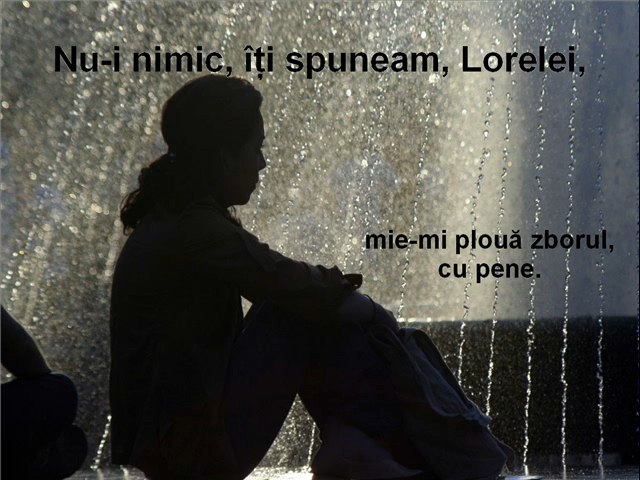 Nu-i nimic, îți spuneam, Lorelei,
mie-mi plouă zborul,
cu pene.